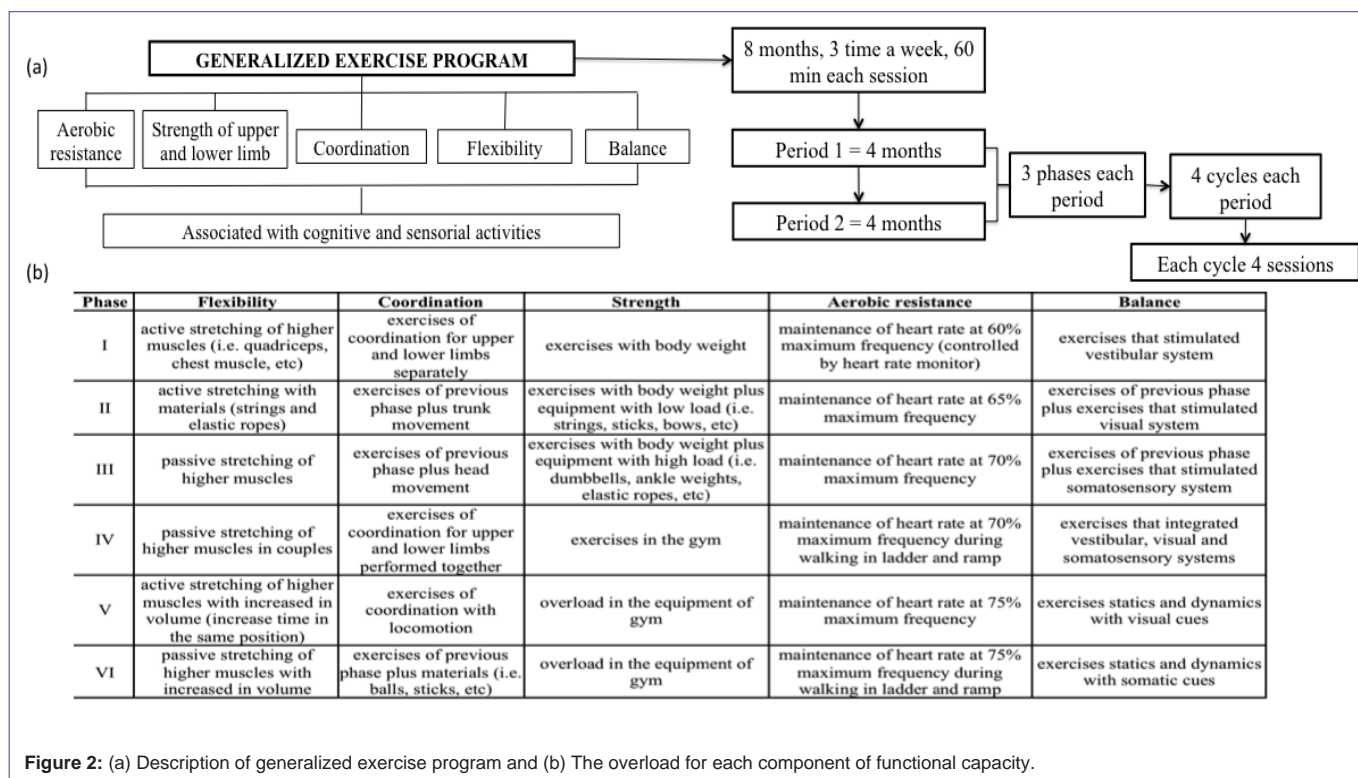 (a)
GENERALIZED EXERCISE PROGRAM
8 months, 3 time a week, 60
min each session
Aerobic
resistance
Strength of upper
and lower limb
Coordination
Flexibility
Balance
Associated with cognitive and sensorial activities
Period 1 = 4 months
Period 2 = 4 months
3 phases each
period
4 cycles each
period
Each cycle 4 sessions
(b)
Phase Flexibility Coordination Strength Aerobic resistance Balance
I
active stretching of higher
muscles (i.e. quadriceps,
chest muscle, etc)
exercises of
coordination for upper
and lower limbs
separately
exercises with body weight
maintenance of heart rate at 60%
maximum frequency (controlled
by heart rate monitor)
exercises that stimulated
vestibular system
II
active stretching with
materials (strings and
elastic ropes)
exercises of previous
phase plus trunk
movement
exercises with body weight plus
equipment with low load (i.e.
strings, sticks, bows, etc)
maintenance of heart rate at 65%
maximum frequency
exercises of previous phase
plus exercises that stimulated
visual system
III
passive stretching of
higher muscles
exercises of previous
phase plus head
movement
exercises with body weight plus
equipment with high load (i.e.
dumbbells, ankle weights,
elastic ropes, etc)
maintenance of heart rate at 70%
maximum frequency
exercises of previous phase
plus exercises that stimulated
somatosensory system
IV
passive stretching of
higher muscles in couples
exercises of
coordination for upper
and lower limbs
performed together
exercises in the gym
maintenance of heart rate at 70%
maximum frequency during
walking in ladder and ramp
exercises that integrated
vestibular, visual and
somatosensory systems
V
active stretching of higher
muscles with increased in
volume (increase time in
the same position)
exercises of
coordination with
locomotion
overload in the equipment of
gym
maintenance of heart rate at 75%
maximum frequency
exercises statics and dynamics
with visual cues
VI
passive stretching of
higher muscles with
increased in volume
exercises of previous
phase plus materials (i.e.
balls, sticks, etc)
overload in the equipment of
gym
maintenance of heart rate at 75%
maximum frequency during
walking in ladder and ramp
exercises statics and dynamics
with somatic cues
Figure 2: (a) Description of generalized exercise program and (b) The overload for each component of functional capacity.